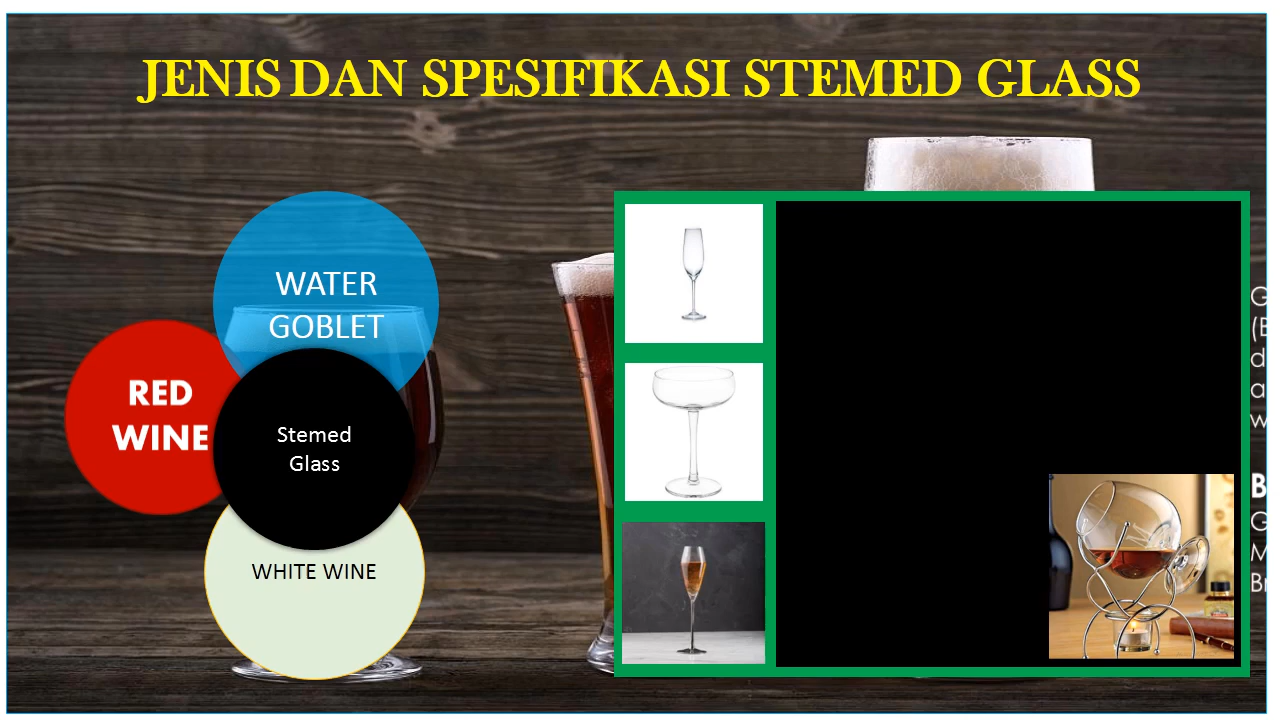 JENIS DAN SPESIFIKASI STEMED GLASS
WATER
GOBLET
RED
WINE
Stemed
Glass
WHITE WINE